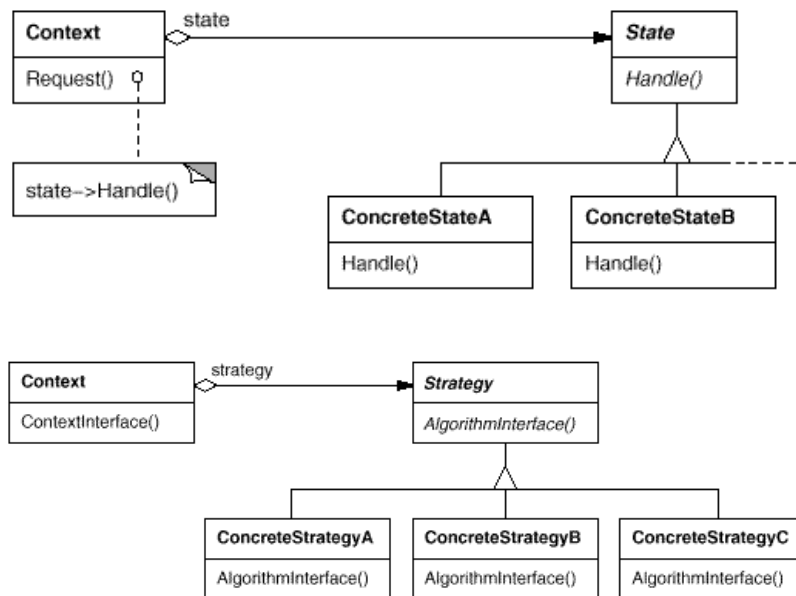 Context
state
State
Request()
Handle()
state->Handle()
ConcreteStateA
ConcreteStateB
Handle()
Handle()
Context
strategy
Strategy
ContextInterface()
AlgorithmInterface()
ConcreteStrategyA
ConcreteStrategyB
ConcreteStrategyC
AlgorithmInterface()
AlgorithmInterface()
AlgorithmInterface()